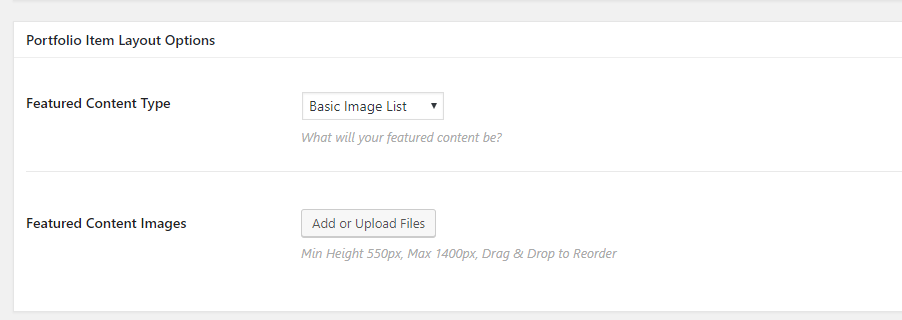 Portfolio Item Layout Options
Featured Content Type
Basic Image List
What will your featured content be?
Featured Content Images
Add or Upload Files
Min Height 550px, Max 1400px, Drag & Drop to Reorder